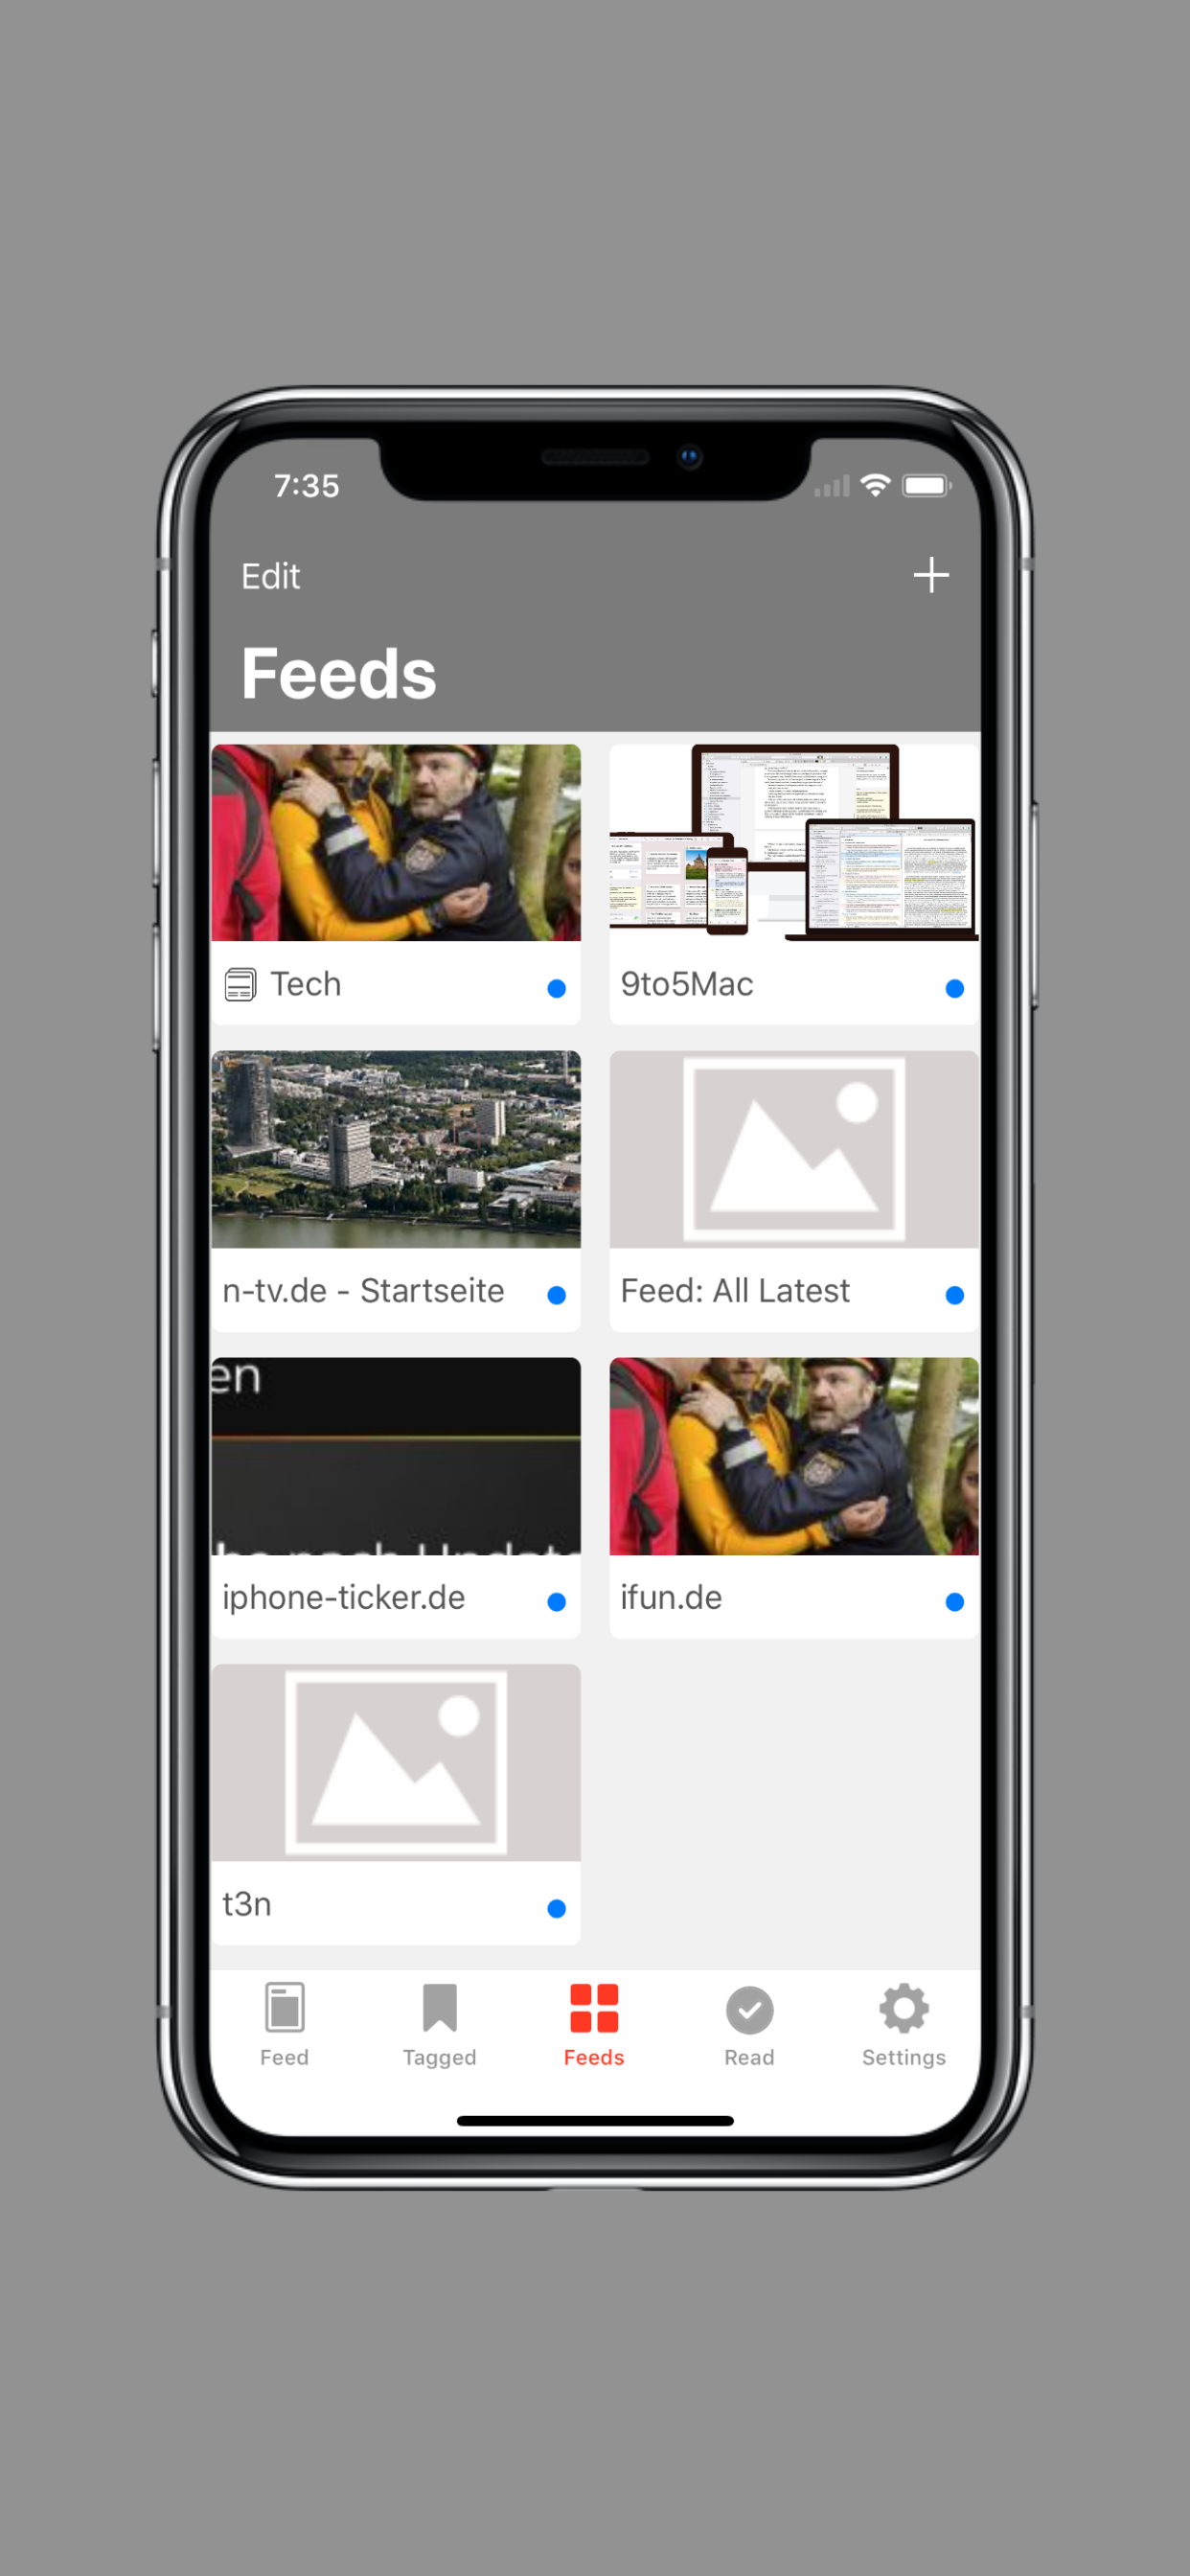 7:35
Edit
Feeds
Tech
9to5Mac
n-tv.de - Startseite
Feed: All Latest
en
iphone-ticker.de
ifun.de
t3n
Feed
Tagged
Feeds
Read
Settings